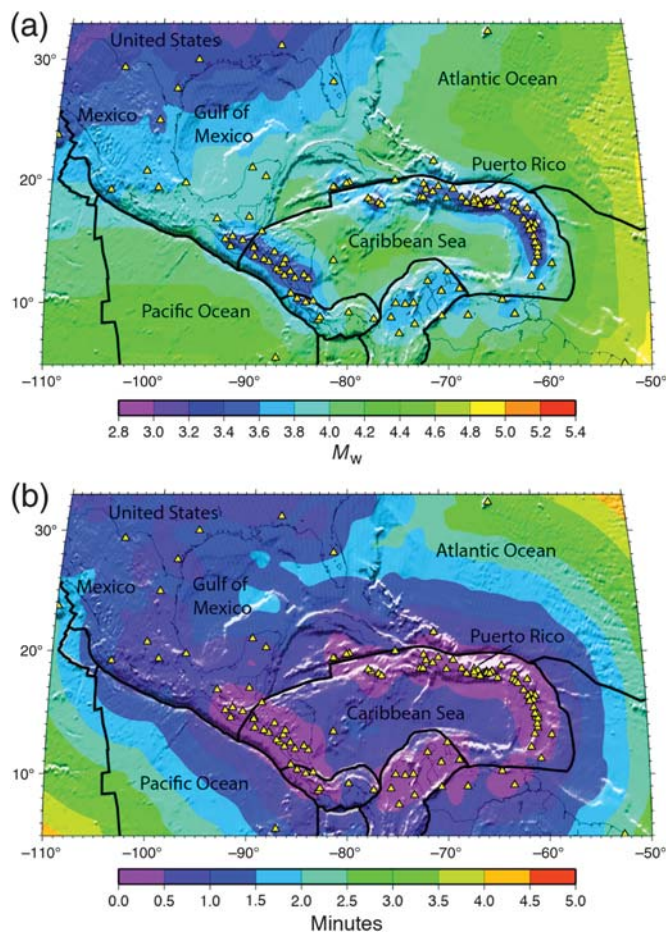 (a)
United States
30°
Atlantic Ocean
Mexico
Gulf of
Mexico
Puerto Rico
20°
Caribbean Sea
Pacific Ocean
10°
−110° −100° −90° −80° −70° −60° −50°
2.8 3.0 3.2 3.4 3.6 3.8 4.0 4.2 4.4 4.6 4.8 5.0 5.2 5.4
Mw
(b)
United States
30°
Atlantic Ocean
Mexico
Gulf of
Mexico
Puerto Rico
20°
Caribbean Sea
Pacific Ocean
10°
−110° −100° −90° −80° −70° −60° −50°
0.0 0.5 1.0 1.5 2.0 2.5 3.0 3.5 4.0 4.5 5.0
Minutes